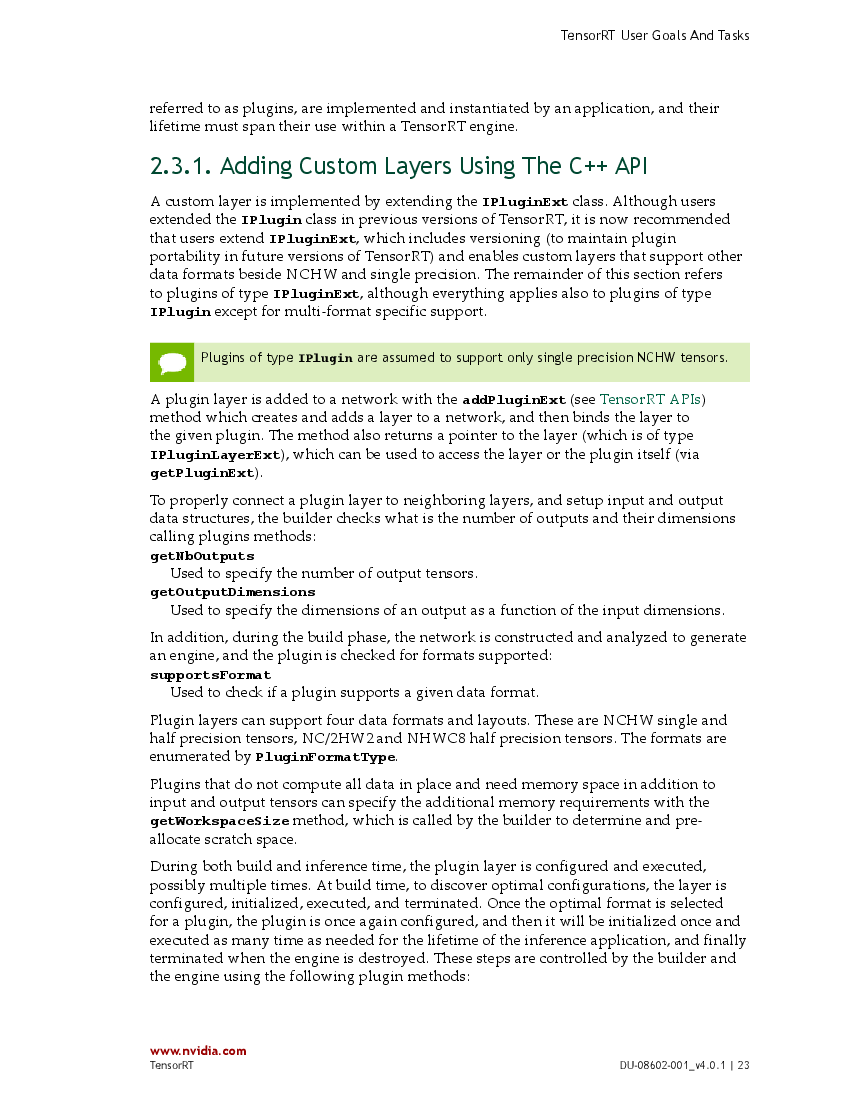 TensorRT User Goals And Tasks
referred to as plugins, are implemented and instantiated by an application, and their
lifetime must span their use within a TensorRT engine.
2.3.1. Adding Custom Layers Using The C++ API
A custom layer is implemented by extending the IPluginExt class. Although users
extended the IPlugin class in previous versions of TensorRT, it is now recommended
that users extend IPluginExt, which includes versioning (to maintain plugin
portability in future versions of TensorRT) and enables custom layers that support other
data formats beside NCHW and single precision. The remainder of this section refers
to plugins of type IPluginExt, although everything applies also to plugins of type
IPlugin except for multi-format specific support.
Plugins of type IPlugin are assumed to support only single precision NCHW tensors.
A plugin layer is added to a network with the addPluginExt (see TensorRT APIs)
method which creates and adds a layer to a network, and then binds the layer to
the given plugin. The method also returns a pointer to the layer (which is of type
IPluginLayerExt), which can be used to access the layer or the plugin itself (via
getPluginExt).
To properly connect a plugin layer to neighboring layers, and setup input and output
data structures, the builder checks what is the number of outputs and their dimensions
calling plugins methods:
getNbOutputs
Used to specify the number of output tensors.
getOutputDimensions
Used to specify the dimensions of an output as a function of the input dimensions.
In addition, during the build phase, the network is constructed and analyzed to generate
an engine, and the plugin is checked for formats supported:
supportsFormat
Used to check if a plugin supports a given data format.
Plugin layers can support four data formats and layouts. These are NCHW single and
half precision tensors, NC/2HW2 and NHWC8 half precision tensors. The formats are
enumerated by PluginFormatType.
Plugins that do not compute all data in place and need memory space in addition to
input and output tensors can specify the additional memory requirements with the
getWorkspaceSize method, which is called by the builder to determine and pre-
allocate scratch space.
During both build and inference time, the plugin layer is configured and executed,
possibly multiple times. At build time, to discover optimal configurations, the layer is
configured, initialized, executed, and terminated. Once the optimal format is selected
for a plugin, the plugin is once again configured, and then it will be initialized once and
executed as many time as needed for the lifetime of the inference application, and finally
terminated when the engine is destroyed. These steps are controlled by the builder and
the engine using the following plugin methods:
www.nvidia.com
TensorRT
DU-08602-001_v4.0.1 | 23